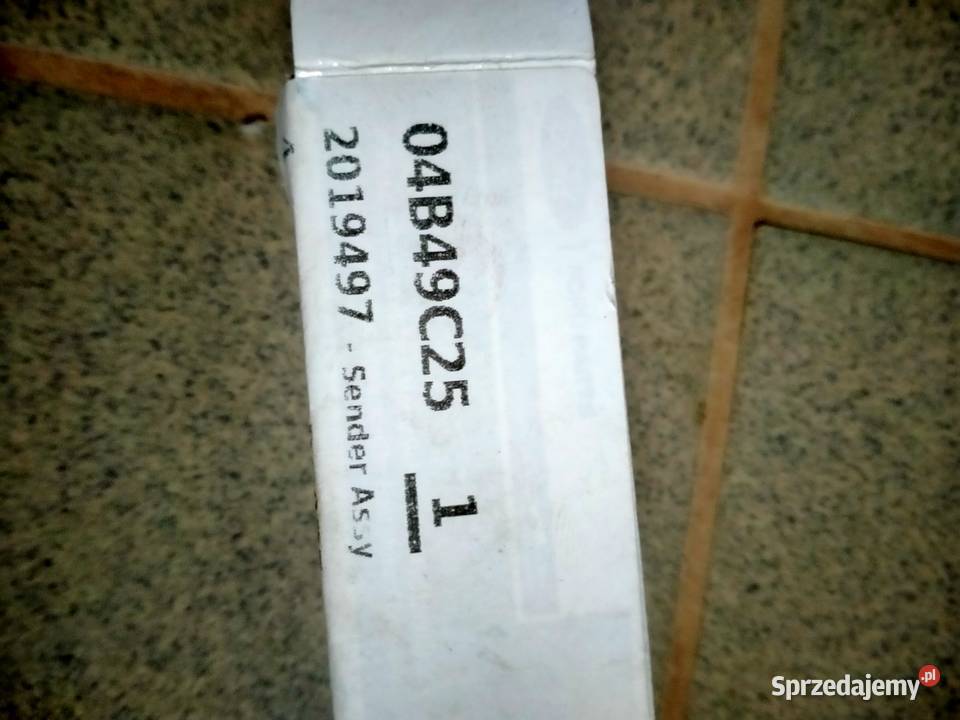 04B49C25 1
2019497 - Sender Assy
Sprzedajemy.pl